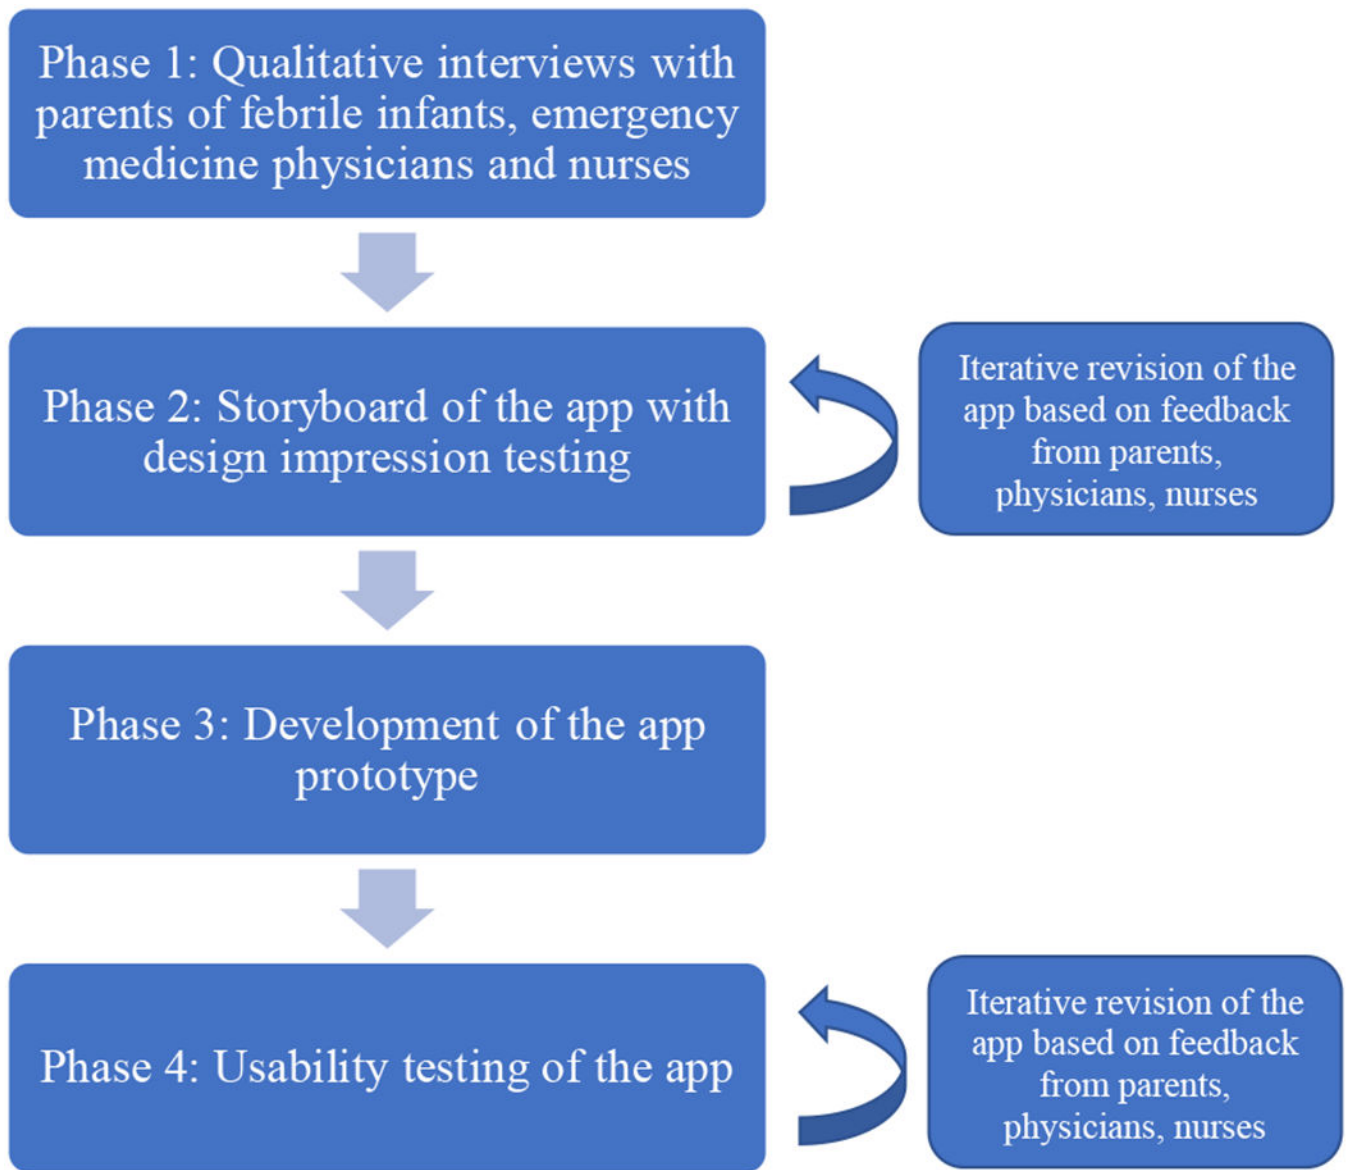 Phase 1: Qualitative interviews with
parents of febrile infants, emergency
medicine physicians and nurses
Phase 2: Storyboard of the app with
design impression testing
Iterative revision of the
app based on feedback
from parents,
physicians, nurses
Phase 3: Development of the app
prototype
Phase 4: Usability testing of the app
Iterative revision of the
app based on feedback
from parents,
physicians, nurses